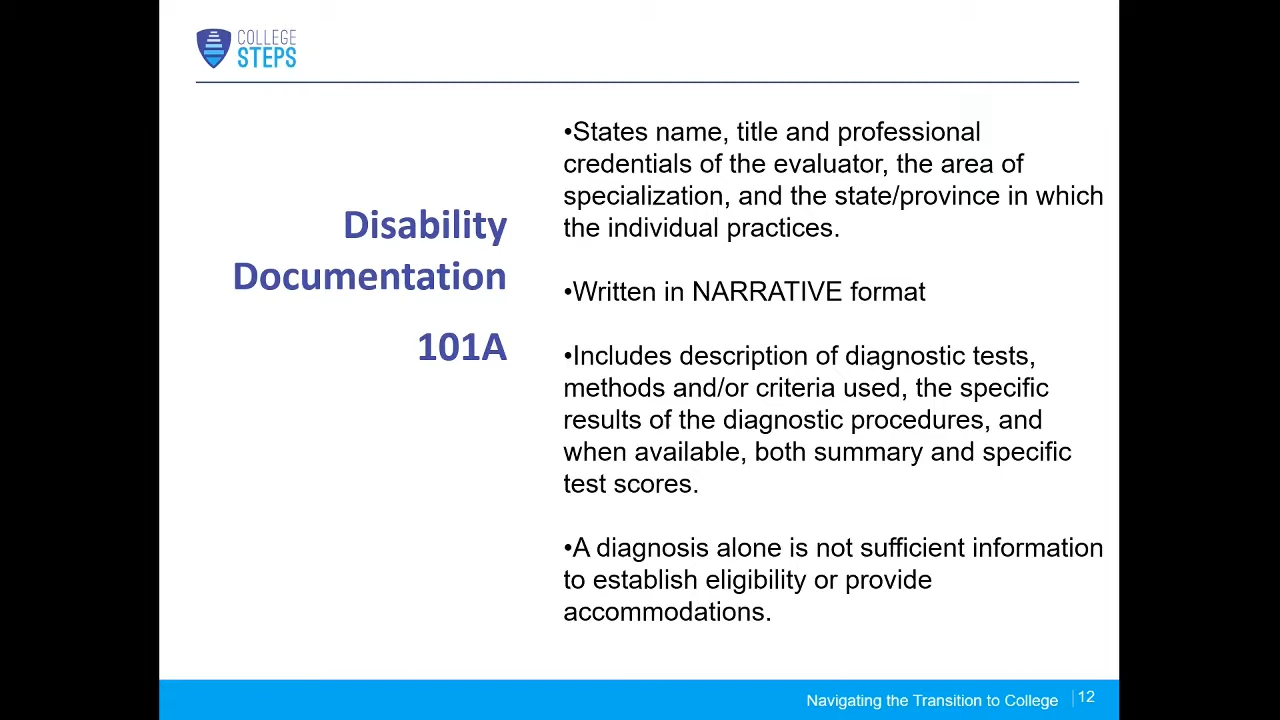 COLLEGE
STEPS
Disability
Documentation
101A
•States name, title and professional
credentials of the evaluator, the area of
specialization, and the state/province in which
the individual practices.
•Written in NARRATIVE format
•Includes description of diagnostic tests,
methods and/or criteria used, the specific
results of the diagnostic procedures, and
when available, both summary and specific
test scores.
•A diagnosis alone is not sufficient information
to establish eligibility or provide
accommodations.
Navigating the Transition to College
12